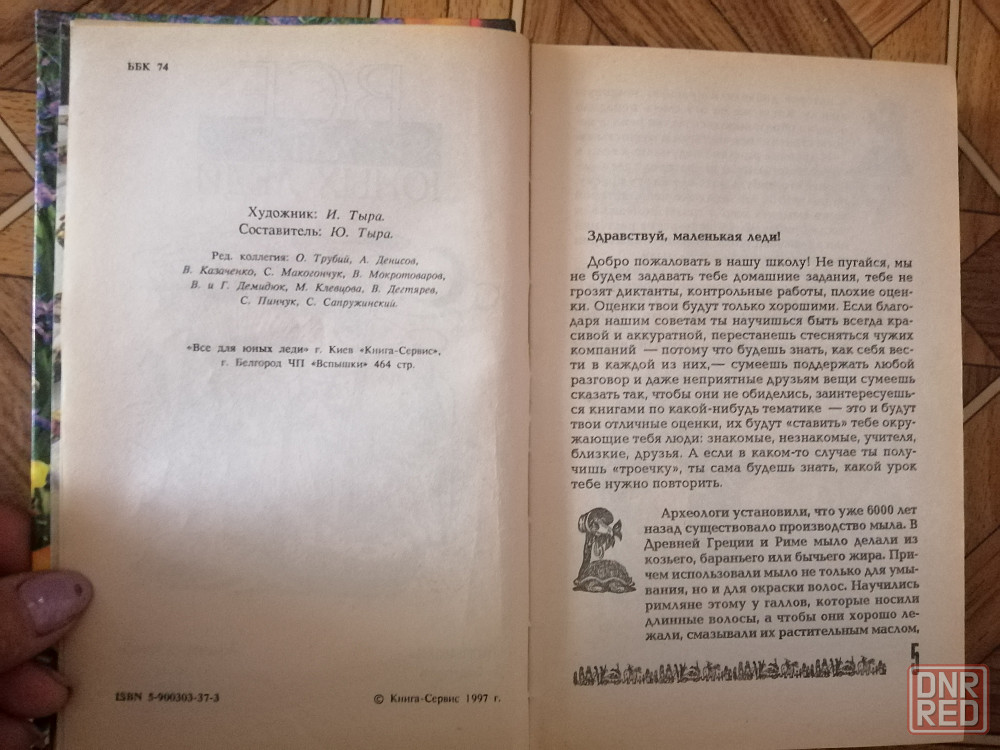 ББК 74
Художник: И. Тыра.
Составитель: Ю. Тыра.
Ред. коллегия: О. Трубий, А. Денисов,
В. Казаченко, С. Макогончук, В. Мокротоваров,
В. и Г. Демидюк, М. Клевцова, В. Дегтярев,
С. Пинчук, С. Сапружинский.
«Все для юных леди» г. Киев «Книга-Сервис»,
г. Белгород ЧП «Вспышки» 464 стр.
ISBN 5-900303-37-3
© Книга-Сервис 1997 г.
Здравствуй, маленькая леди!
Добро пожаловать в нашу школу! Не пугайся, мы
не будем задавать тебе домашние задания, тебе не
грозят диктанты, контрольные работы, плохие оцен-
ки. Оценки твои будут только хорошими. Если благо-
даря нашим советам ты научишься быть всегда кра-
сивой и аккуратной, перестанешь стесняться чужих
компаний — потому что будешь знать, как себя вес-
ти в каждой из них,— сумеешь поддержать любой
разговор и даже неприятные друзьям вещи сумеешь
сказать так, чтобы они не обиделись, заинтересуешь-
ся книгами по какой-нибудь тематике — это и будут
твои отличные оценки, их будут «ставить» тебе окру-
жающие тебя люди: знакомые, незнакомые, учителя,
близкие, друзья. А если в каком-то случае ты полу-
чишь «троечку», ты сама будешь знать, какой урок
тебе нужно повторить.
Археологи установили, что уже 6000 лет
назад существовало производство мыла. В
Древней Греции и Риме мыло делали из
козьего, бараньего или бычьего жира. При-
чем использовали мыло не только для умы-
вания, но и для окраски волос. Научились
римляне этому у галлов, которые носили
длинные волосы, а чтобы они хорошо ле-
жали, смазывали их растительным маслом,
5
DNR
RED